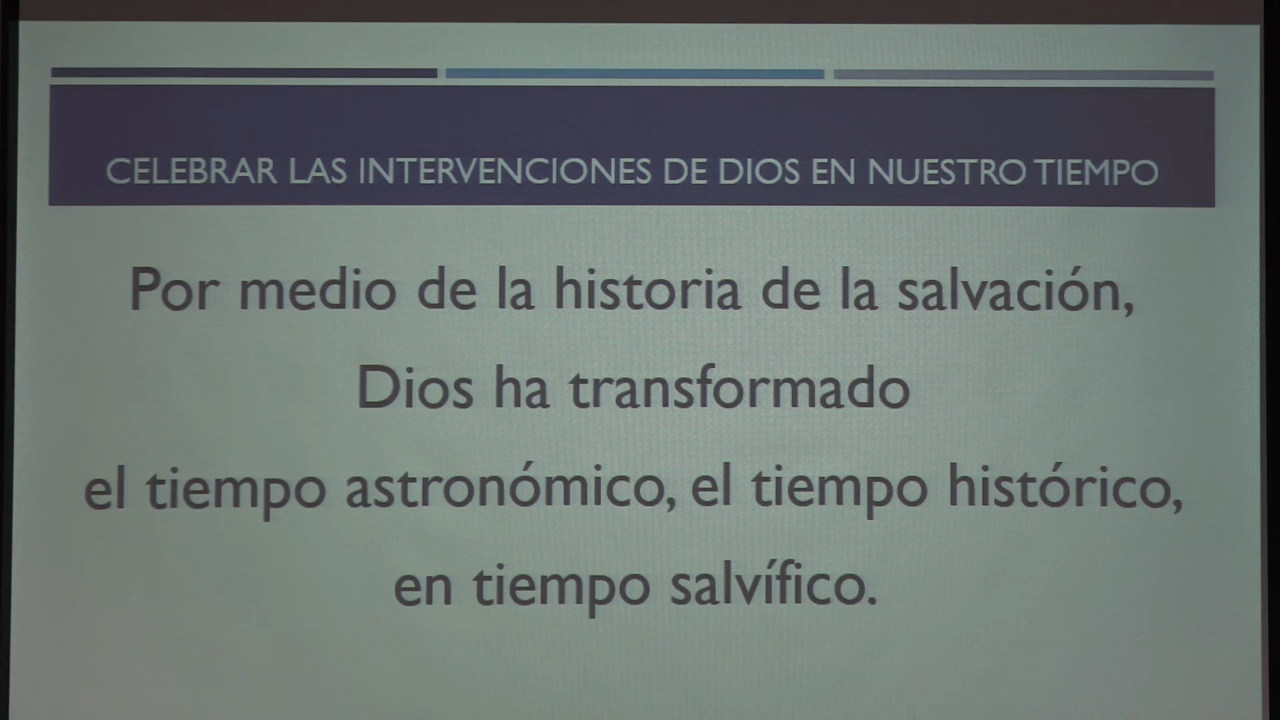 CELEBRAR LAS INTERVENCIONES DE DIOS EN NUESTRO TIEMPO
Por medio de la historia de la salvación,
Dios ha transformado
el tiempo astronómico, el tiempo histórico,
en tiempo salvífico.